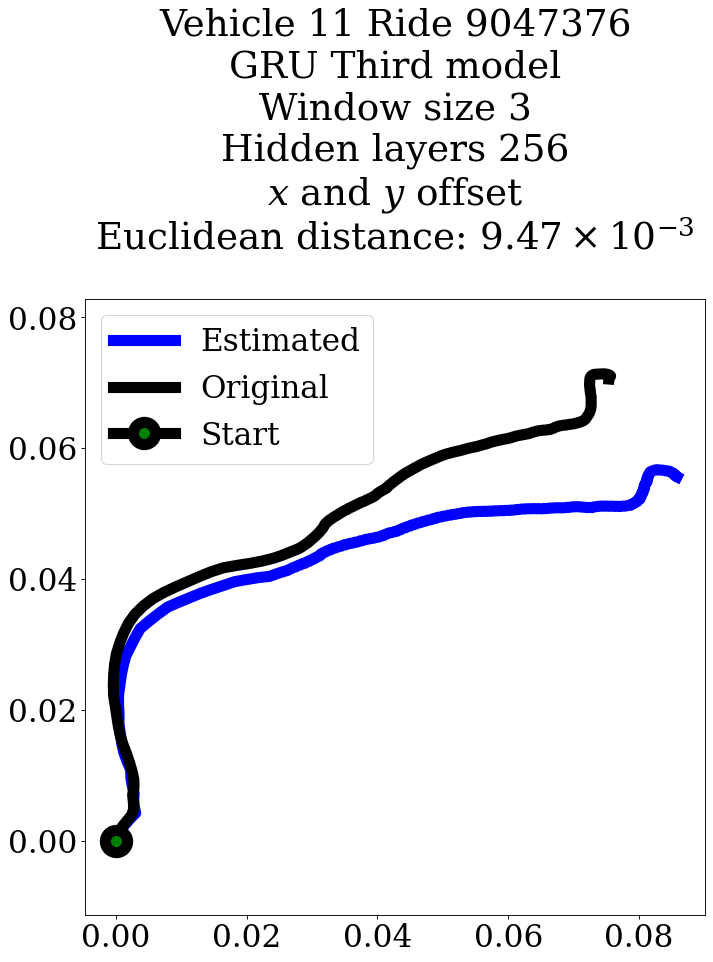 Vehicle 11 Ride 9047376
GRU Third model
Window size 3
Hidden layers 256
x and y offset
Euclidean distance: 9.47 × 10⁻³
Estimated
Original
Start
0.08
0.06
0.04
0.02
0.00
0.00 0.02 0.04 0.06 0.08